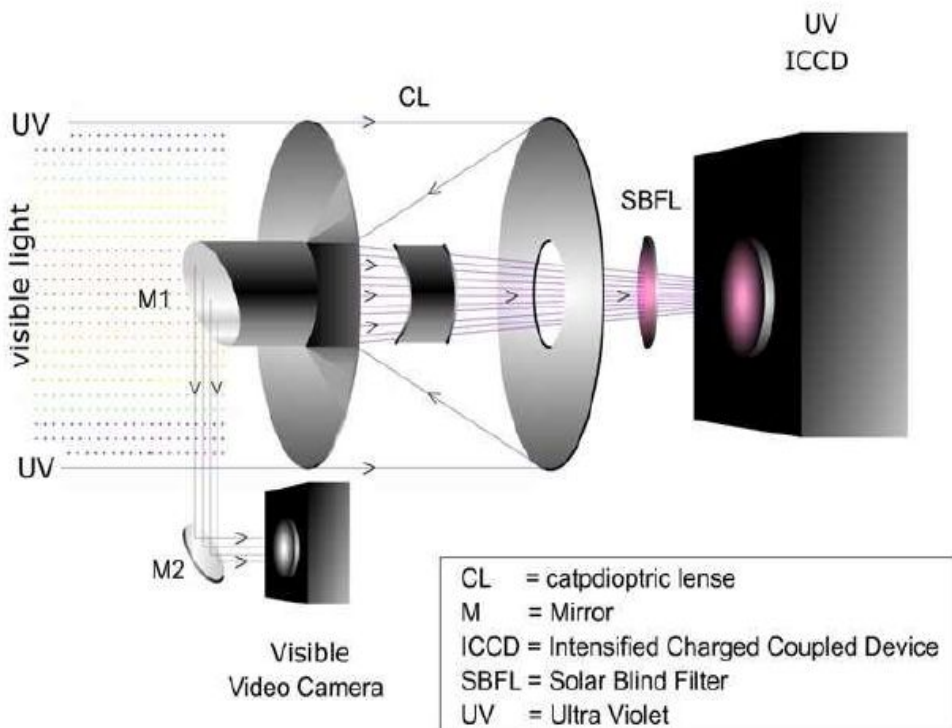 UV
ICCD
CL
UV
SBFL
visible light
M1
UV
M2
Visible
Video Camera
CL = catpdioptric lense
M = Mirror
ICCD = Intensified Charged Coupled Device
SBFL = Solar Blind Filter
UV = Ultra Violet